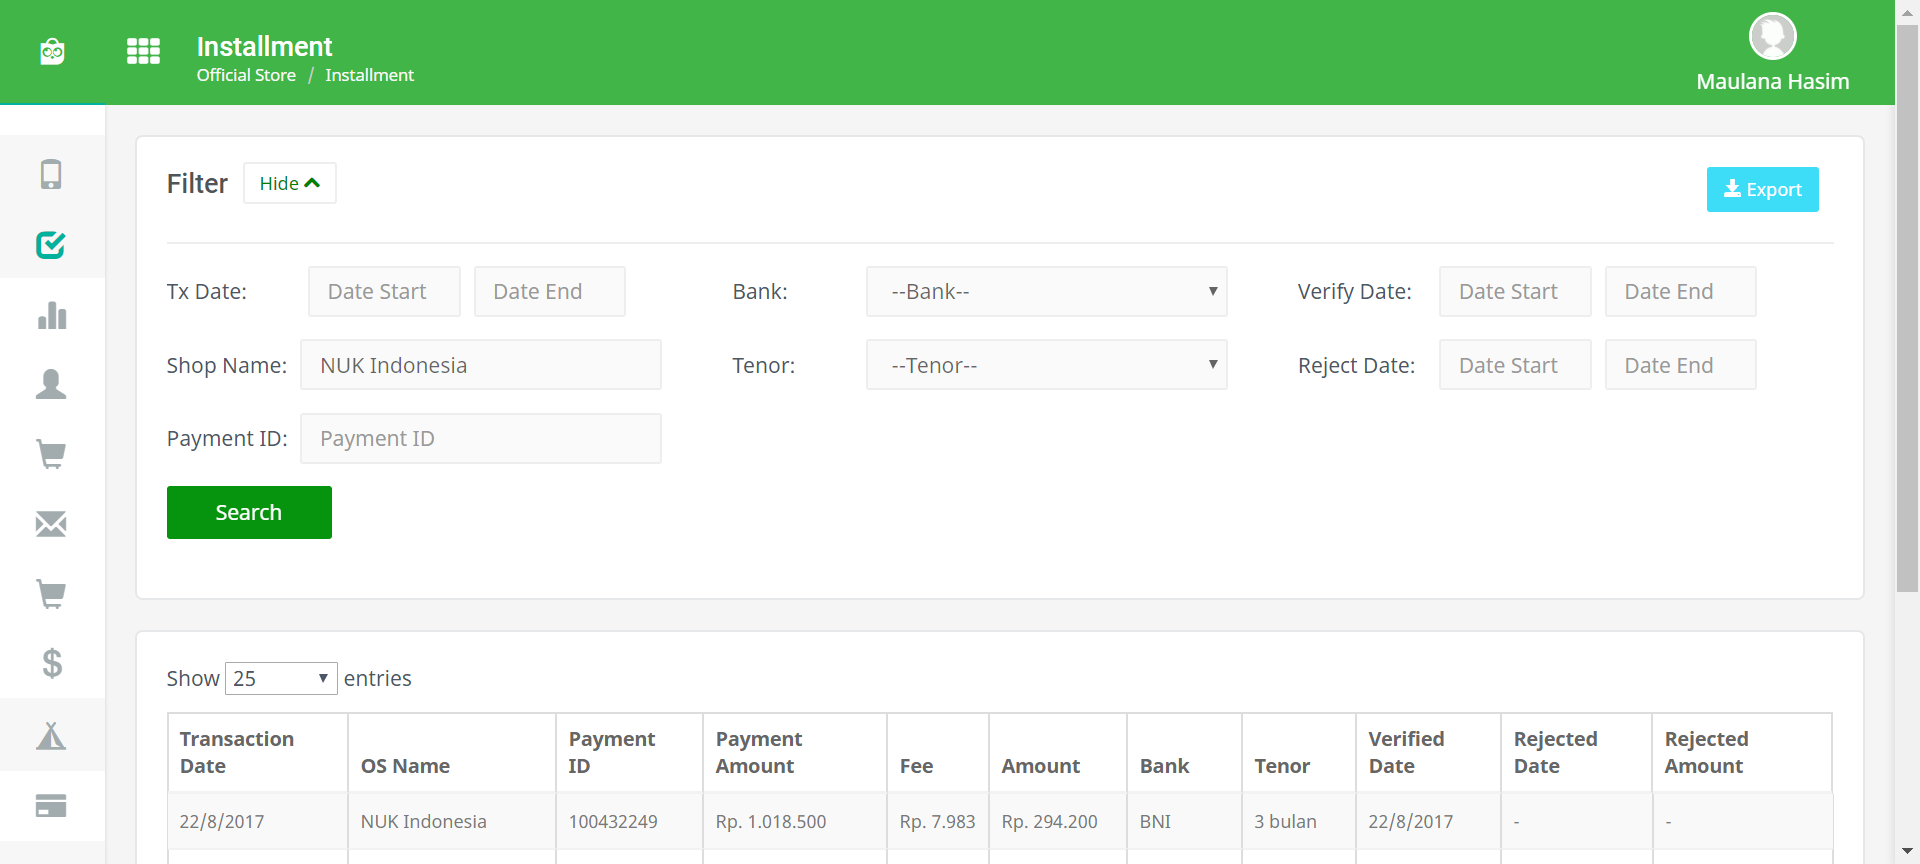 Installment
Official Store / Installment
Maulana Hasim
Filter
Hide
Export
Tx Date: Date Start Date End Bank: --Bank-- Verify Date: Date Start Date End
Shop Name: NUK Indonesia Tenor: --Tenor-- Reject Date: Date Start Date End
Payment ID: Payment ID
Search
Show 25 entries
Transaction Date OS Name Payment ID Payment Amount Fee Amount Bank Tenor Verified Date Rejected Date Rejected Amount
22/8/2017 NUK Indonesia 100432249 Rp. 1.018.500 Rp. 7.983 Rp. 294.200 BNI 3 bulan 22/8/2017 - -